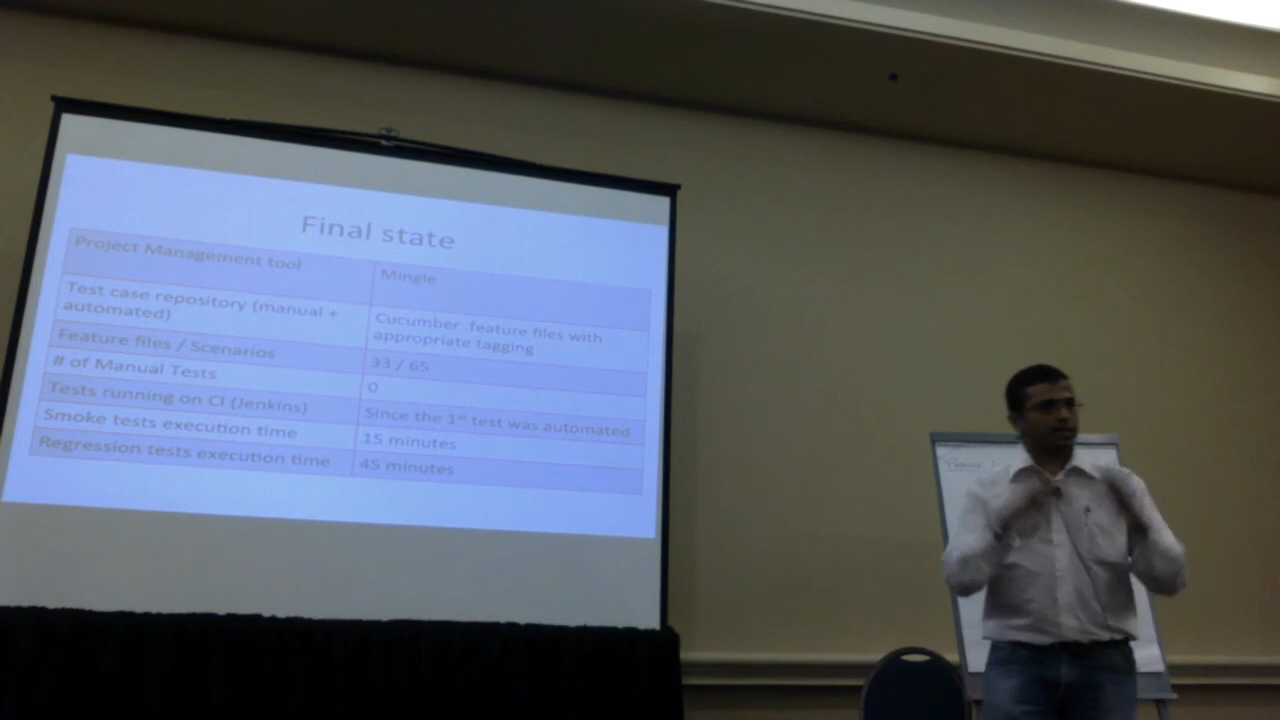 Final state
Project Management tool
Mingle
Test case repository (manual +
automated)
Cucumber .feature files with
appropriate tagging
Feature files / Scenarios
33 / 65
# of Manual Tests
0
Tests running on CI (Jenkins)
Since the 1st test was automated
Smoke tests execution time
15 minutes
Regression tests execution time
45 minutes